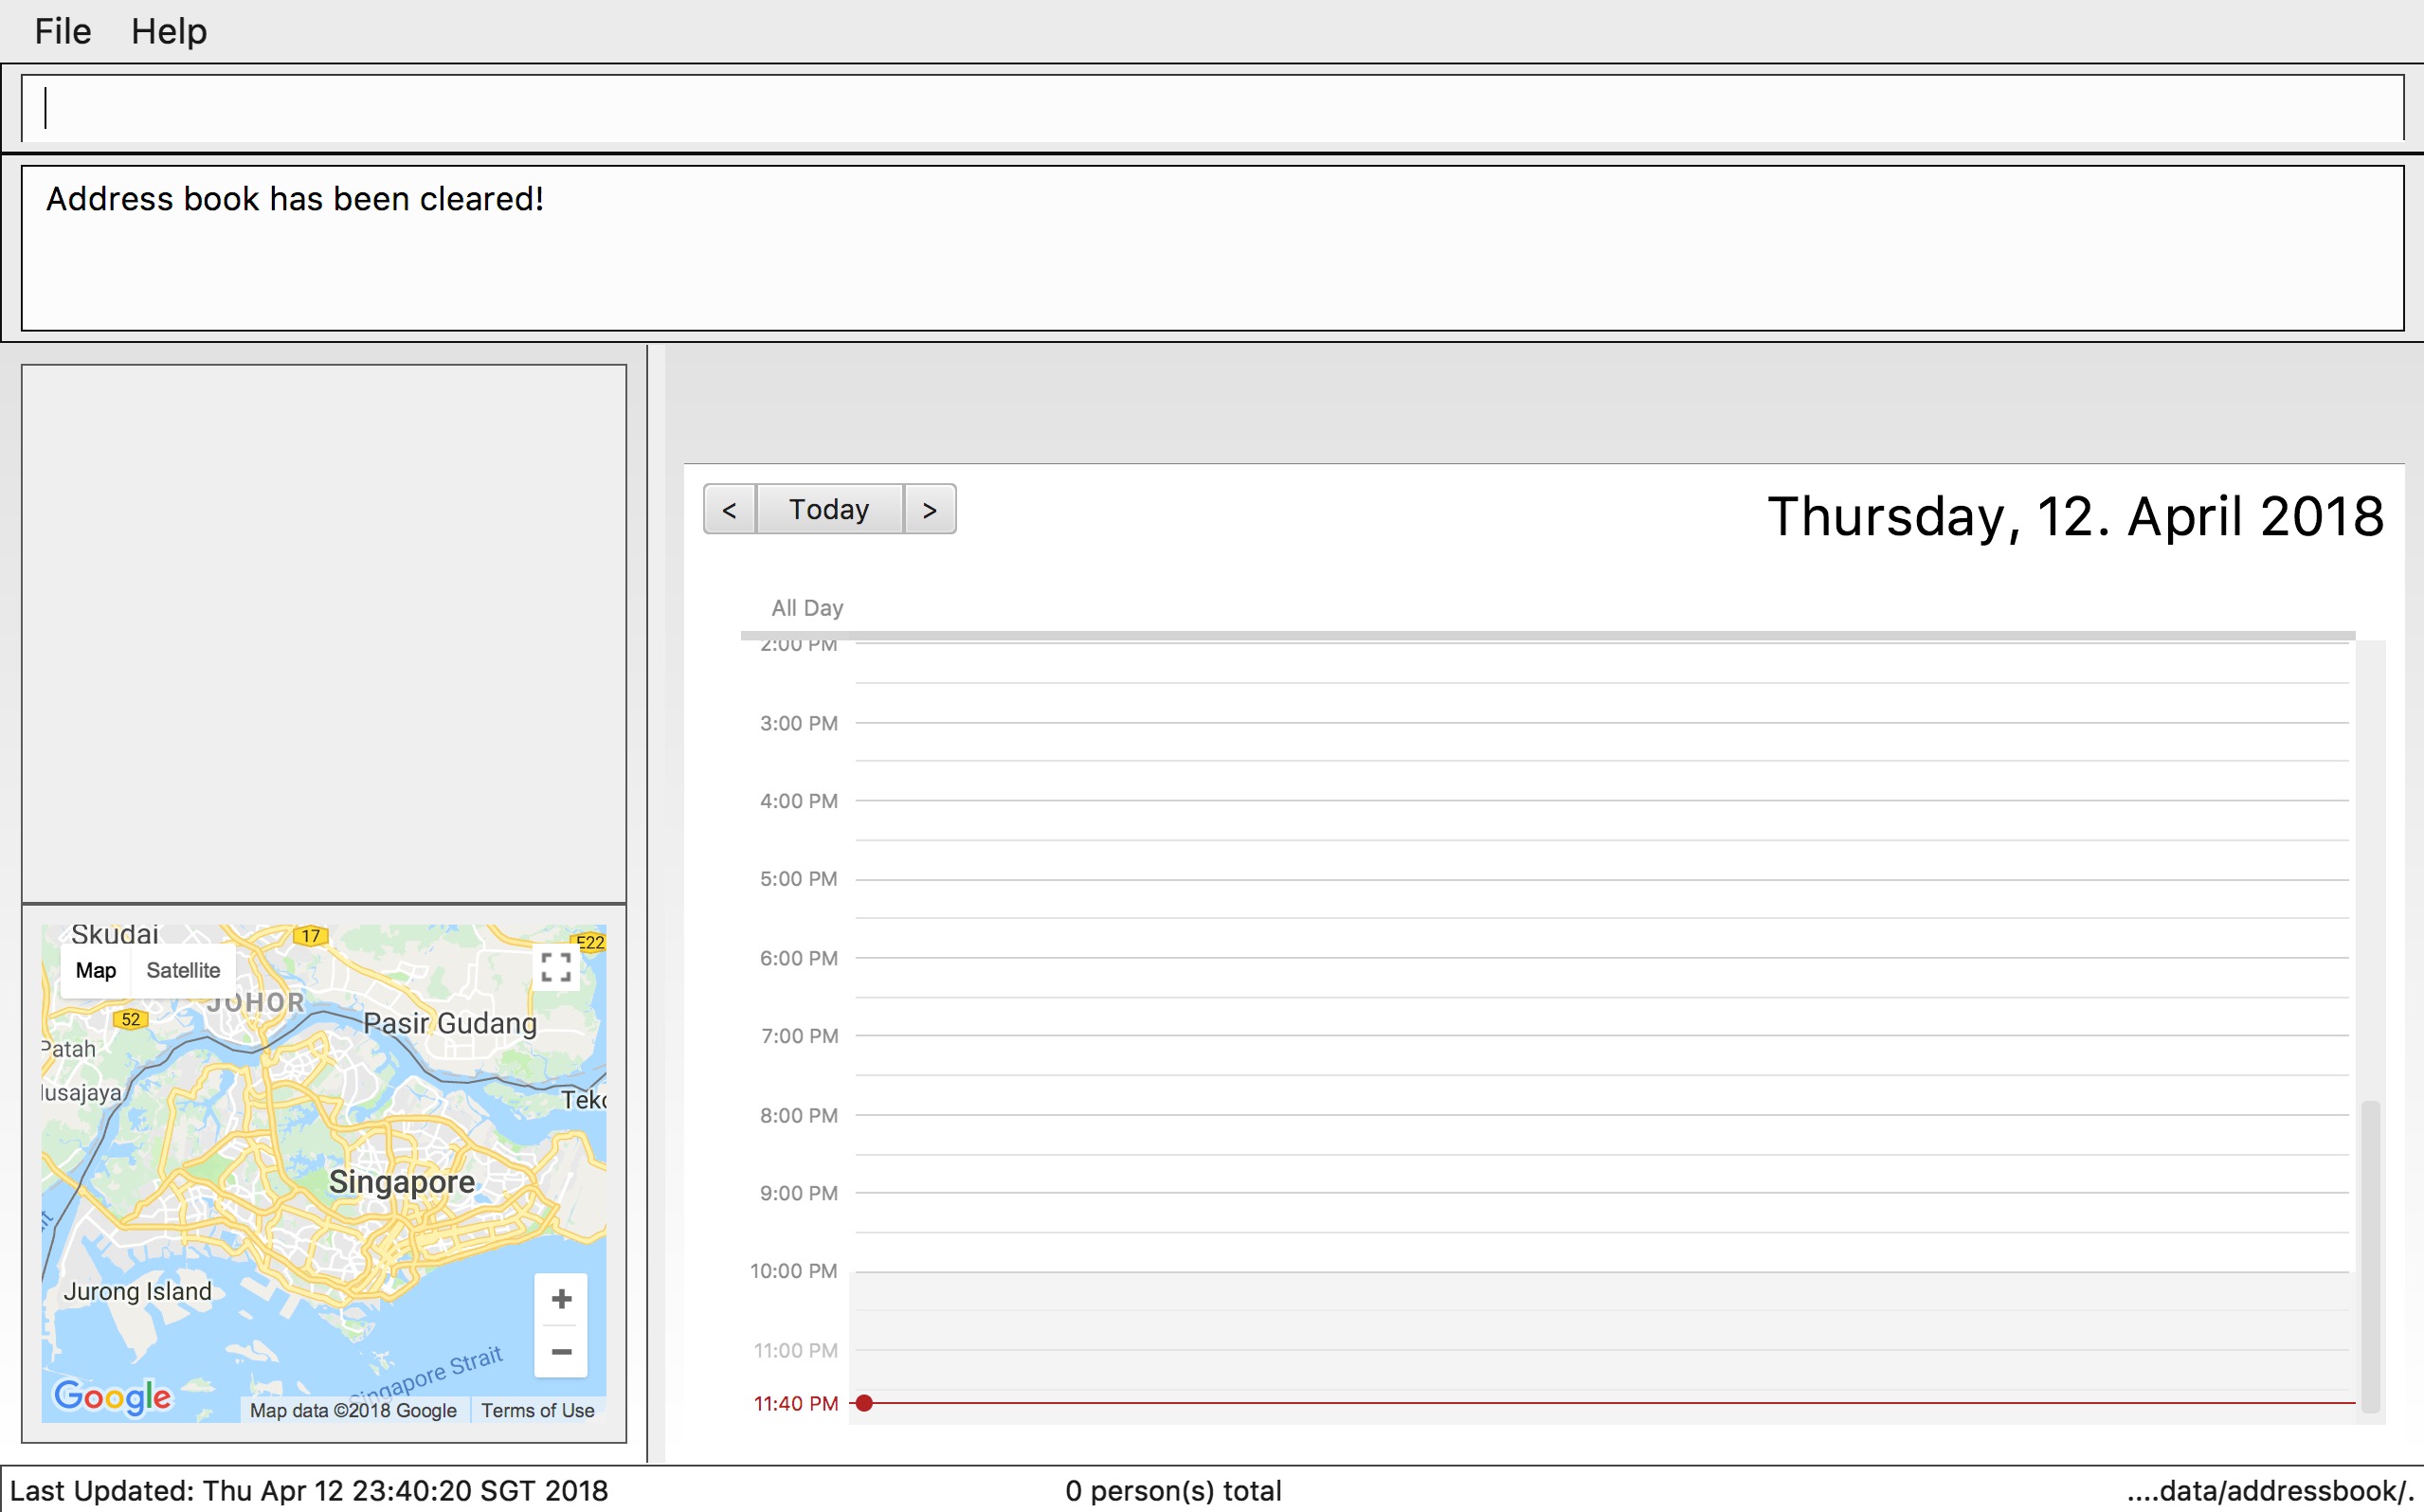 File Help
Address book has been cleared!
< Today >
Thursday, 12. April 2018
All Day
2:00 PM
3:00 PM
4:00 PM
5:00 PM
6:00 PM
7:00 PM
8:00 PM
9:00 PM
10:00 PM
11:00 PM
11:40 PM
Skudai
17
E22
Map Satellite
JOHOR
52
Pasir Gudang
Patah
usajaya
Teko
Singapore
Jurong Island
+
−
Singapore Strait
Google
Map data ©2018 Google Terms of Use
Last Updated: Thu Apr 12 23:40:20 SGT 2018
0 person(s) total
....data/addressbook/.